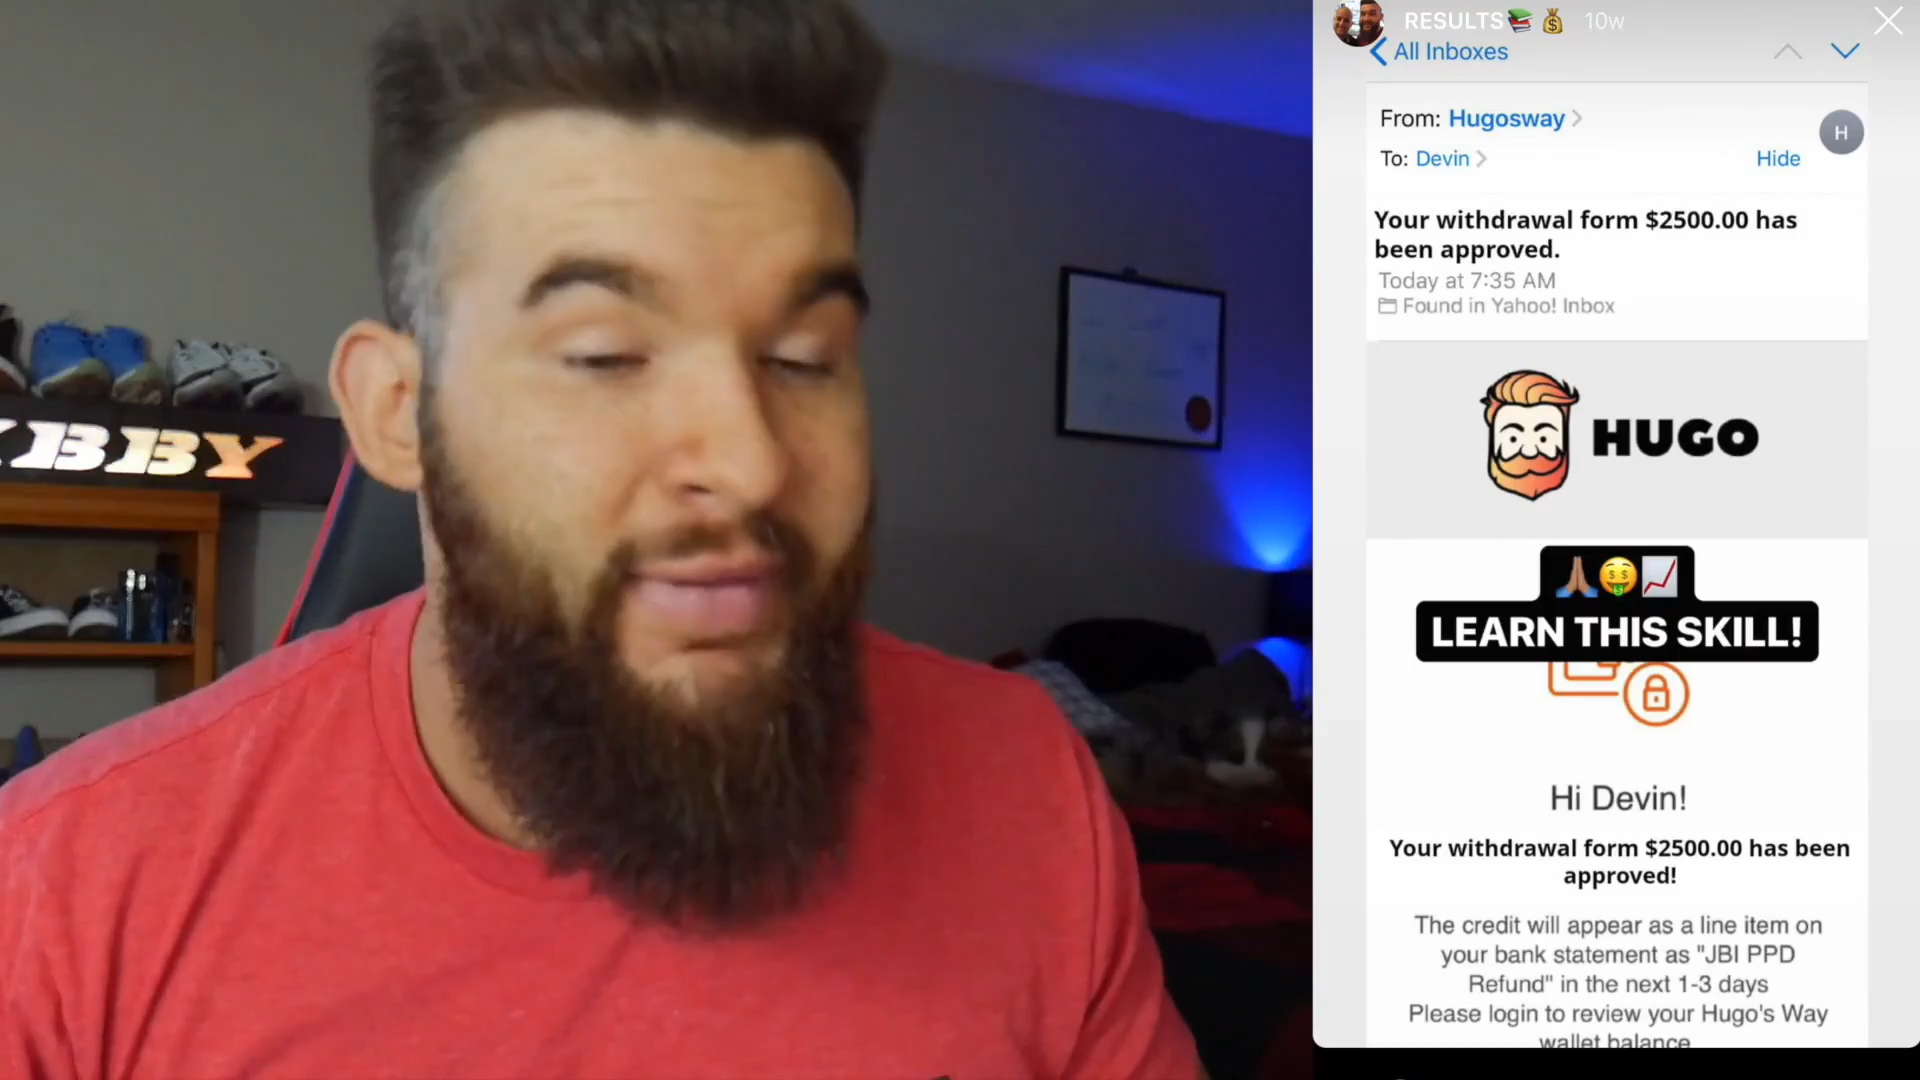 BBY
RESULTS📚💰 10w
All Inboxes
From: Hugosway
H
To: Devin
Hide
Your withdrawal form $2500.00 has
been approved.
Today at 7:35 AM
Found in Yahoo! Inbox
HUGO
🙏🏽🤑📈
LEARN THIS SKILL!
Hi Devin!
Your withdrawal form $2500.00 has been
approved!
The credit will appear as a line item on
your bank statement as "JBI PPD
Refund" in the next 1-3 days
Please login to review your Hugo's Way
wallet balance